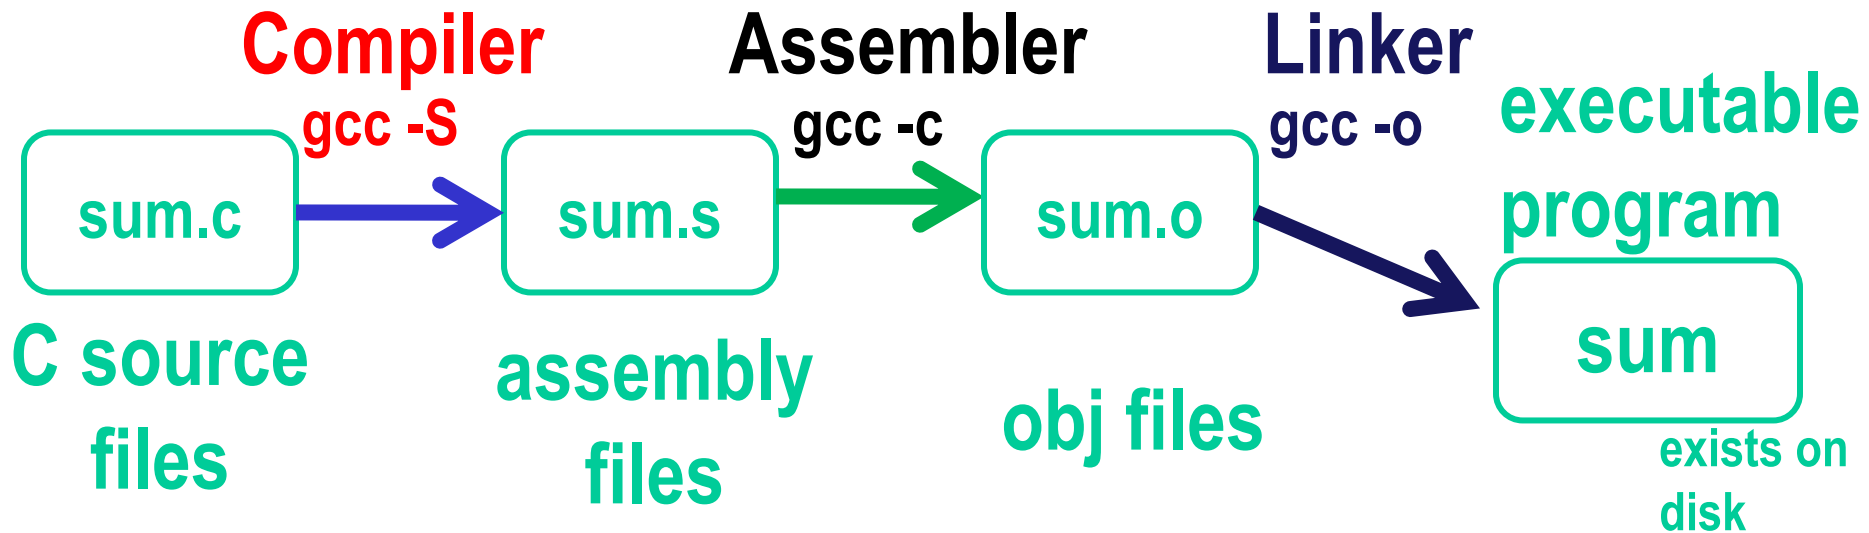 Compiler
gcc -S
Assembler
gcc -c
Linker
gcc -o
executable
program
sum.c
sum.s
sum.o
sum
C source
files
assembly
files
obj files
exists on
disk